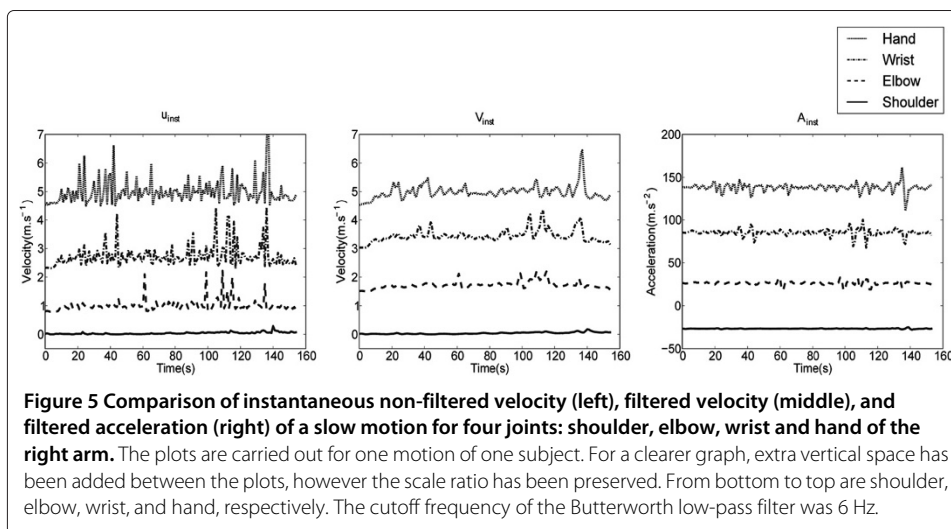 Hand
Wrist
Elbow
Shoulder
u_inst
V_inst
A_inst
7
6
5
4
3
2
1
0
Velocity(m.s⁻¹)
0 20 40 60 80 100 120 140 160
Time(s)
7
6
5
4
3
2
1
0
Velocity(m.s⁻¹)
0 20 40 60 80 100 120 140 160
Time(s)
200
150
100
50
0
−50
Acceleration(m.s⁻²)
0 20 40 60 80 100 120 140 160
Time(s)
Figure 5 Comparison of instantaneous non-filtered velocity (left), filtered velocity (middle), and
filtered acceleration (right) of a slow motion for four joints: shoulder, elbow, wrist and hand of the
right arm. The plots are carried out for one motion of one subject. For a clearer graph, extra vertical space has
been added between the plots, however the scale ratio has been preserved. From bottom to top are shoulder,
elbow, wrist, and hand, respectively. The cutoff frequency of the Butterworth low-pass filter was 6 Hz.